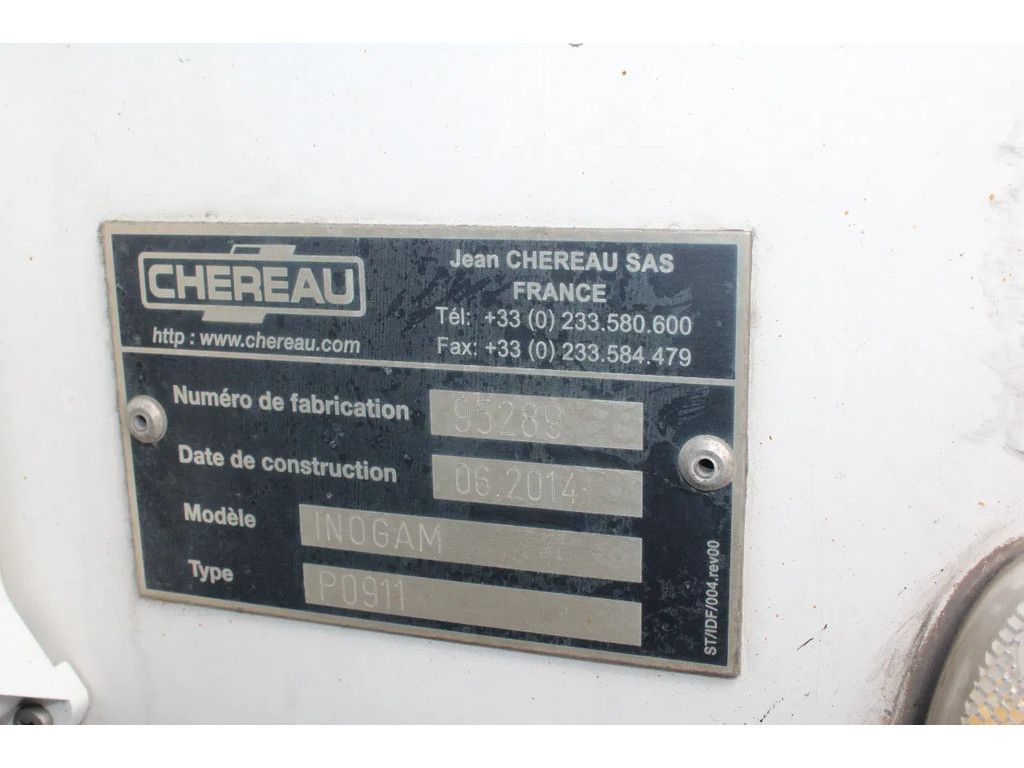 CHEREAU
http : www.chereau.com
Jean CHEREAU SAS
FRANCE
Tél: +33 (0) 233.580.600
Fax: +33 (0) 233.584.479
Numéro de fabrication 95289
Date de construction 06.2014
Modèle INOGAM
Type P0911
ST/IDF/004.rev00